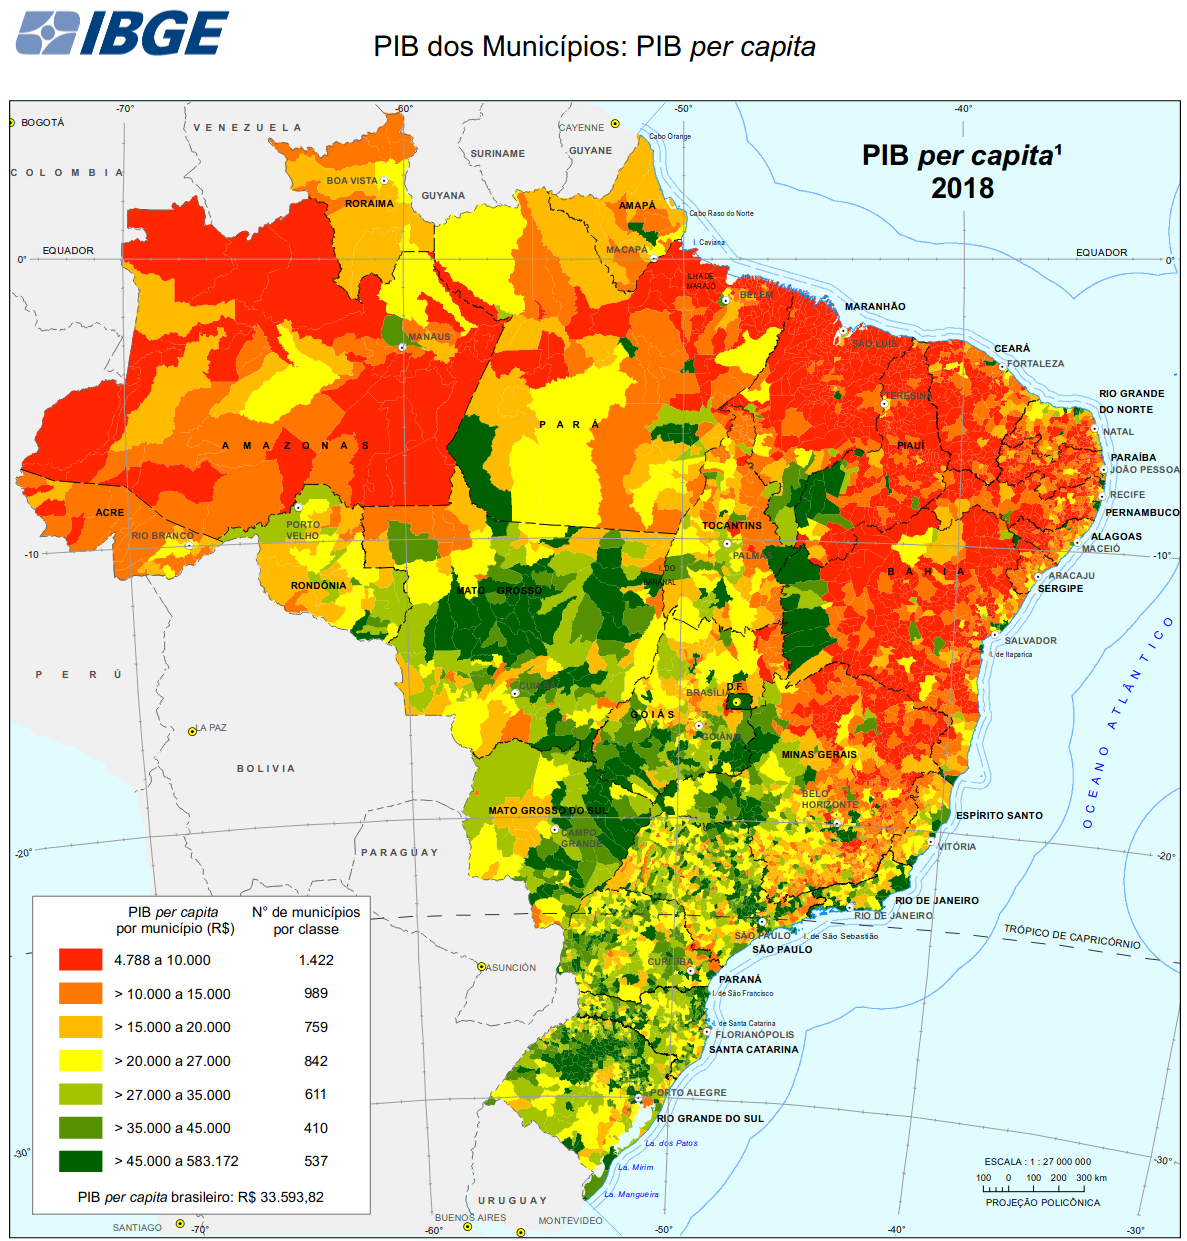 IBGE
PIB dos Municípios: PIB per capita
-70°
-60°
-50°
-40°
BOGOTÁ
VENEZUELA
CAYENNE
Cabo Orange
SURINAME
GUYANE
PIB per capita¹
2018
COLOMBIA
BOA VISTA
GUYANA
RORAIMA
AMAPÁ
Cabo Raso do Norte
EQUADOR
MACAPÁ
I. Caviana
EQUADOR
0°
0°
ILHA DE
MARAJÓ
BELÉM
MARANHÃO
MANAUS
SÃO LUÍS
CEARÁ
FORTALEZA
TERESINA
RIO GRANDE
DO NORTE
PARÁ
NATAL
AMAZONAS
PIAUÍ
PARAÍBA
JOÃO PESSOA
RECIFE
ACRE
PERNAMBUCO
PORTO
VELHO
TOCANTINS
RIO BRANCO
ALAGOAS
MACEIÓ
-10°
PALMAS
-10°
I. DO
BANANAL
BAHIA
ARACAJU
RONDÔNIA
MATO GROSSO
SERGIPE
SALVADOR
I. de Itaparica
PERÚ
CUIABÁ
D.F.
BRASÍLIA
GOIÁS
OCEANO ATLÂNTICO
LA PAZ
GOIÂNIA
MINAS GERAIS
BOLIVIA
BELO
HORIZONTE
MATO GROSSO DO SUL
ESPÍRITO SANTO
CAMPO
GRANDE
VITÓRIA
-20°
PARAGUAY
-20°
RIO DE JANEIRO
RIO DE JANEIRO
SÃO PAULO
I. de São Sebastião
TRÓPICO DE CAPRICÓRNIO
SÃO PAULO
CURITIBA
ASUNCIÓN
PARANÁ
I. de São Francisco
I. de Santa Catarina
FLORIANÓPOLIS
SANTA CATARINA
PORTO ALEGRE
RIO GRANDE DO SUL
La. dos Patos
-30°
-30°
La. Mirim
La. Mangueira
URUGUAY
BUENOS AIRES
MONTEVIDEO
SANTIAGO
-70°
-60°
-50°
-40°
-30°
PIB per capita
por município (R$)
N° de municípios
por classe
4.788 a 10.000 1.422
> 10.000 a 15.000 989
> 15.000 a 20.000 759
> 20.000 a 27.000 842
> 27.000 a 35.000 611
> 35.000 a 45.000 410
> 45.000 a 583.172 537
PIB per capita brasileiro: R$ 33.593,82
ESCALA : 1 : 27 000 000
100 0 100 200 300 km
PROJEÇÃO POLICÔNICA